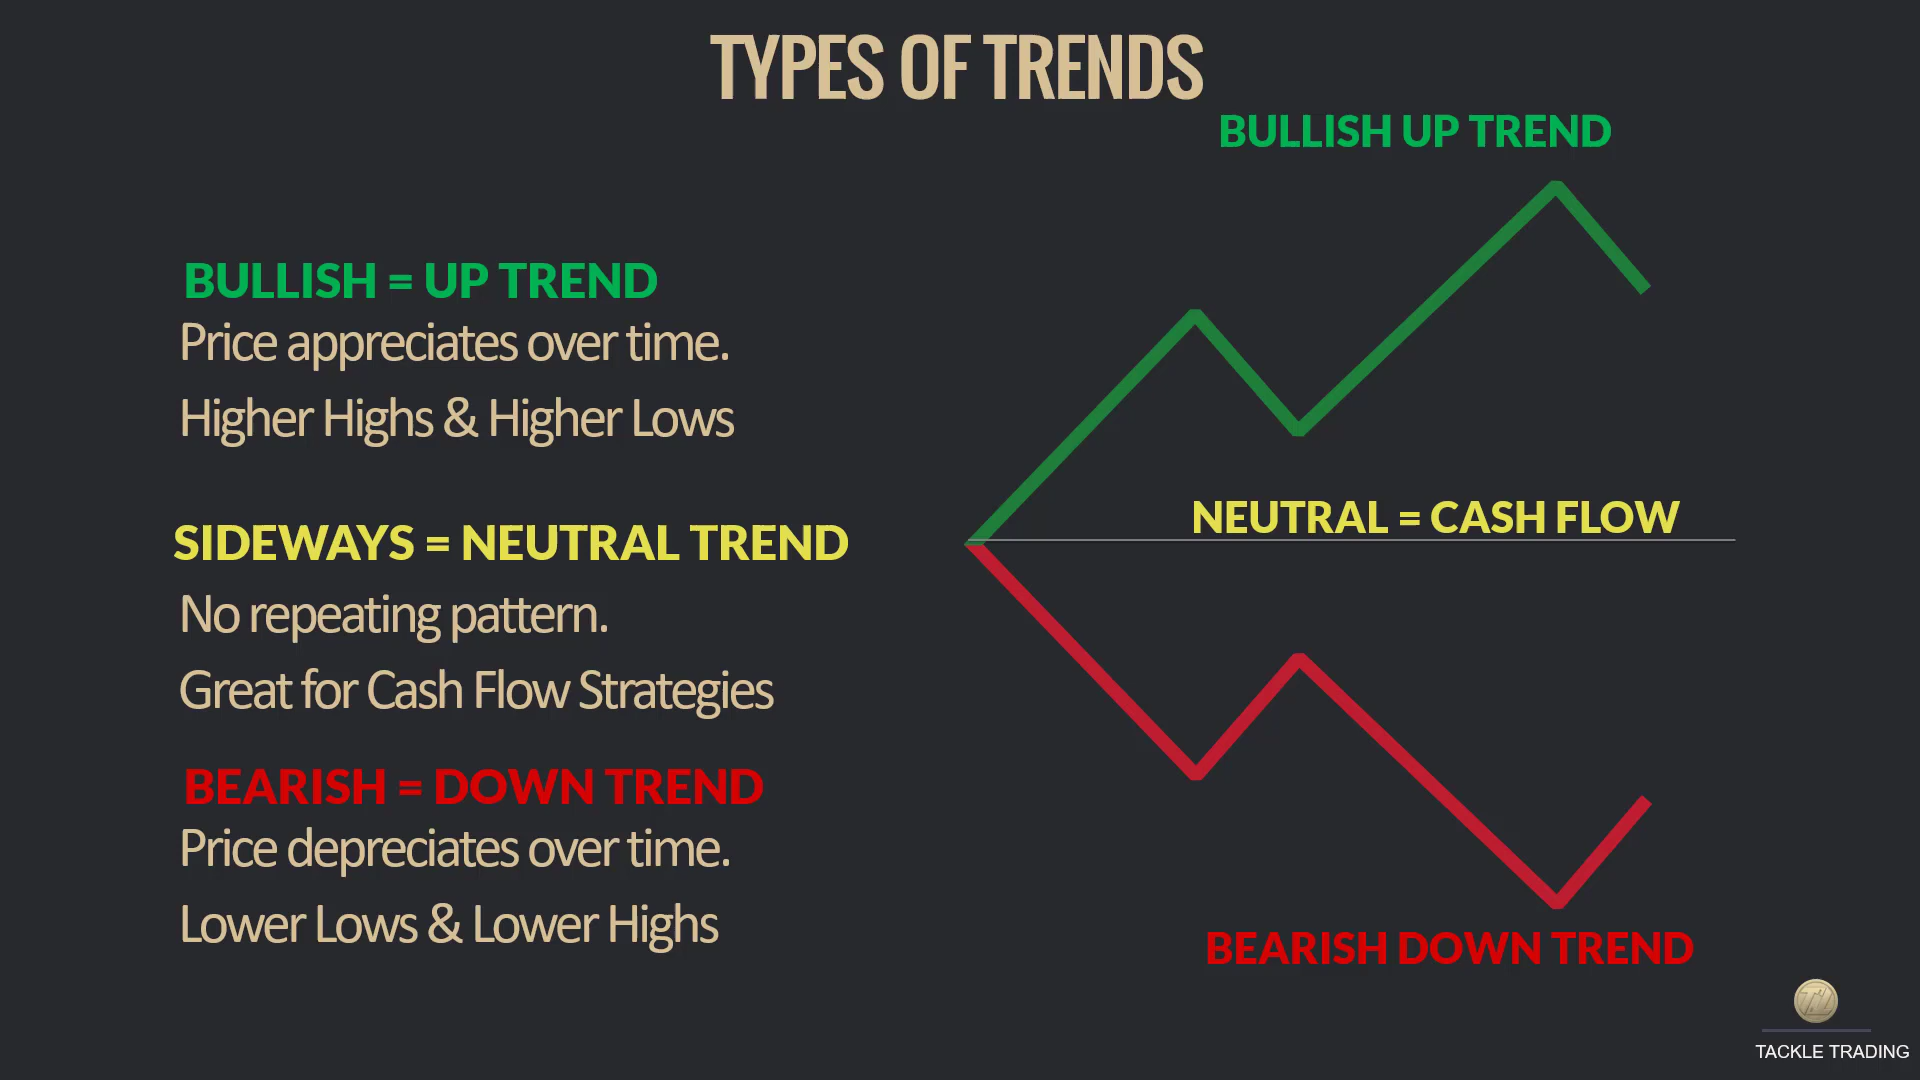 TYPES OF TRENDS
BULLISH UP TREND
BULLISH = UP TREND
Price appreciates over time.
Higher Highs & Higher Lows
NEUTRAL = CASH FLOW
SIDEWAYS = NEUTRAL TREND
No repeating pattern.
Great for Cash Flow Strategies
BEARISH = DOWN TREND
Price depreciates over time.
Lower Lows & Lower Highs
BEARISH DOWN TREND
TACKLE TRADING